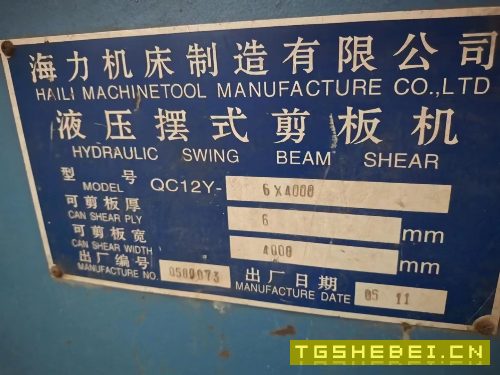 海力机床制造有限公司
HAILI MACHINETOOL MANUFACTURE CO.,LTD
液压摆式剪板机
HYDRAULIC SWING BEAM SHEAR
型号 QC12Y- 6×4000
MODEL
可剪板厚 6 mm
CAN SHEAR PLY
可剪板宽 4000 mm
CAN SHEAR WIDTH
出厂编号 0580073 出厂日期 05 11
MANUFACTURE NO. MANUFACTURE DATE
TGSHEBEI.CN